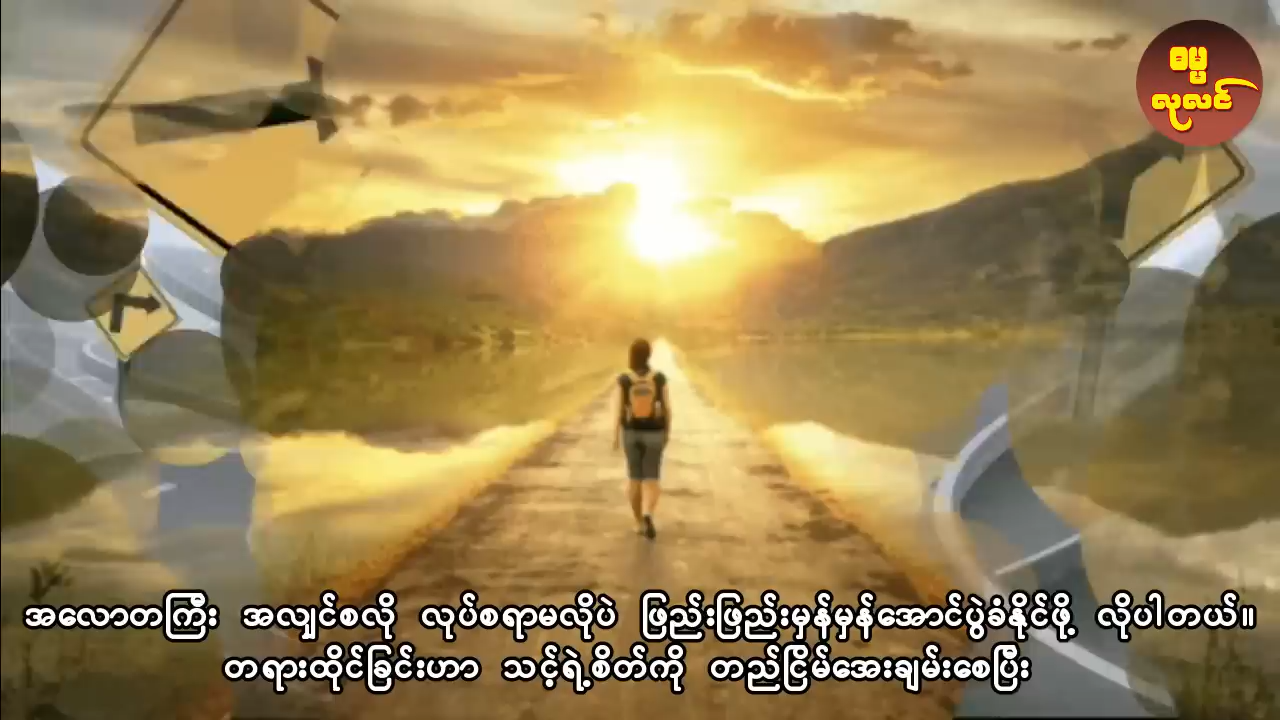 ဓမ္မ
လုလင်
အလောတကြီး အလျှင်စလို လုပ်စရာမလိုပဲ ဖြည်းဖြည်းမှန်မှန်အောင်ပွဲခံနိုင်ဖို့ လိုပါတယ်။
တရားထိုင်ခြင်းဟာ သင့်ရဲ့စိတ်ကို တည်ငြိမ်အေးချမ်းစေပြီး